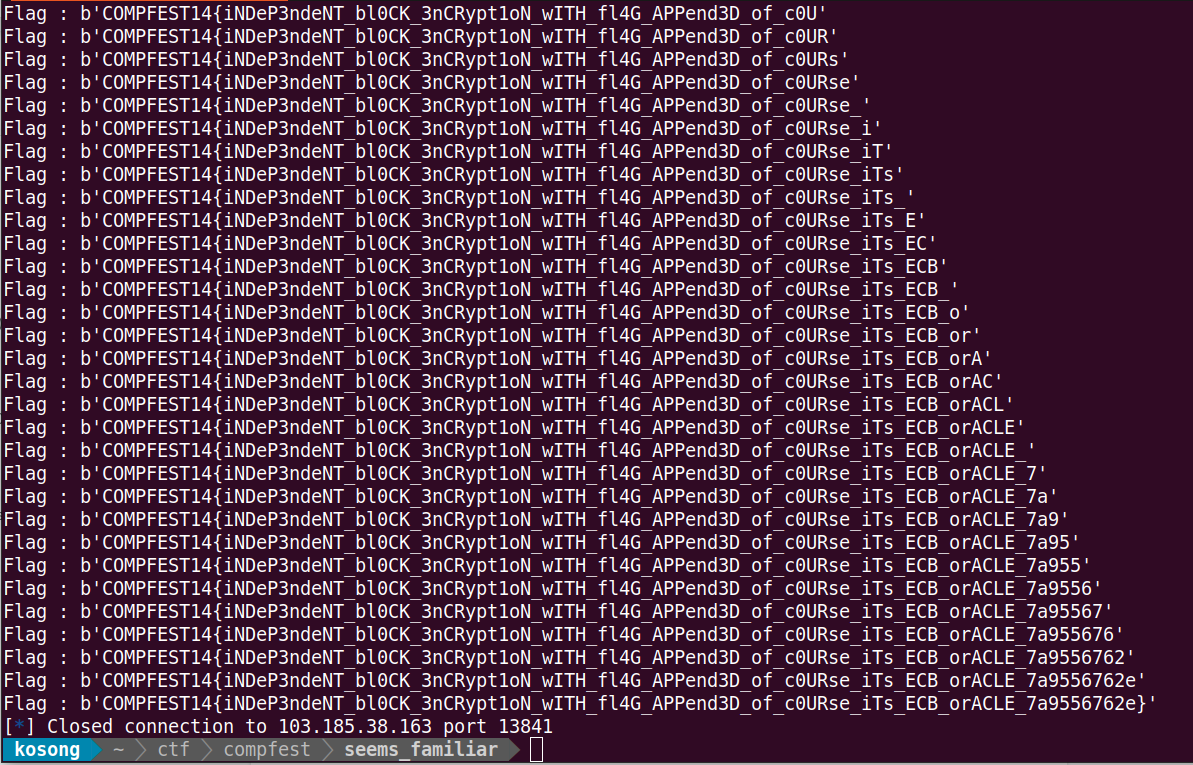 Flag : b'COMPFEST14{iNDeP3ndeNT_bl0CK_3nCRypt1oN_wITH_fl4G_APPend3D_of_c0U'
Flag : b'COMPFEST14{iNDeP3ndeNT_bl0CK_3nCRypt1oN_wITH_fl4G_APPend3D_of_c0UR'
Flag : b'COMPFEST14{iNDeP3ndeNT_bl0CK_3nCRypt1oN_wITH_fl4G_APPend3D_of_c0URs'
Flag : b'COMPFEST14{iNDeP3ndeNT_bl0CK_3nCRypt1oN_wITH_fl4G_APPend3D_of_c0URse'
Flag : b'COMPFEST14{iNDeP3ndeNT_bl0CK_3nCRypt1oN_wITH_fl4G_APPend3D_of_c0URse_'
Flag : b'COMPFEST14{iNDeP3ndeNT_bl0CK_3nCRypt1oN_wITH_fl4G_APPend3D_of_c0URse_i'
Flag : b'COMPFEST14{iNDeP3ndeNT_bl0CK_3nCRypt1oN_wITH_fl4G_APPend3D_of_c0URse_iT'
Flag : b'COMPFEST14{iNDeP3ndeNT_bl0CK_3nCRypt1oN_wITH_fl4G_APPend3D_of_c0URse_iTs'
Flag : b'COMPFEST14{iNDeP3ndeNT_bl0CK_3nCRypt1oN_wITH_fl4G_APPend3D_of_c0URse_iTs_'
Flag : b'COMPFEST14{iNDeP3ndeNT_bl0CK_3nCRypt1oN_wITH_fl4G_APPend3D_of_c0URse_iTs_E'
Flag : b'COMPFEST14{iNDeP3ndeNT_bl0CK_3nCRypt1oN_wITH_fl4G_APPend3D_of_c0URse_iTs_EC'
Flag : b'COMPFEST14{iNDeP3ndeNT_bl0CK_3nCRypt1oN_wITH_fl4G_APPend3D_of_c0URse_iTs_ECB'
Flag : b'COMPFEST14{iNDeP3ndeNT_bl0CK_3nCRypt1oN_wITH_fl4G_APPend3D_of_c0URse_iTs_ECB_'
Flag : b'COMPFEST14{iNDeP3ndeNT_bl0CK_3nCRypt1oN_wITH_fl4G_APPend3D_of_c0URse_iTs_ECB_o'
Flag : b'COMPFEST14{iNDeP3ndeNT_bl0CK_3nCRypt1oN_wITH_fl4G_APPend3D_of_c0URse_iTs_ECB_or'
Flag : b'COMPFEST14{iNDeP3ndeNT_bl0CK_3nCRypt1oN_wITH_fl4G_APPend3D_of_c0URse_iTs_ECB_orA'
Flag : b'COMPFEST14{iNDeP3ndeNT_bl0CK_3nCRypt1oN_wITH_fl4G_APPend3D_of_c0URse_iTs_ECB_orAC'
Flag : b'COMPFEST14{iNDeP3ndeNT_bl0CK_3nCRypt1oN_wITH_fl4G_APPend3D_of_c0URse_iTs_ECB_orACL'
Flag : b'COMPFEST14{iNDeP3ndeNT_bl0CK_3nCRypt1oN_wITH_fl4G_APPend3D_of_c0URse_iTs_ECB_orACLE'
Flag : b'COMPFEST14{iNDeP3ndeNT_bl0CK_3nCRypt1oN_wITH_fl4G_APPend3D_of_c0URse_iTs_ECB_orACLE_'
Flag : b'COMPFEST14{iNDeP3ndeNT_bl0CK_3nCRypt1oN_wITH_fl4G_APPend3D_of_c0URse_iTs_ECB_orACLE_7'
Flag : b'COMPFEST14{iNDeP3ndeNT_bl0CK_3nCRypt1oN_wITH_fl4G_APPend3D_of_c0URse_iTs_ECB_orACLE_7a'
Flag : b'COMPFEST14{iNDeP3ndeNT_bl0CK_3nCRypt1oN_wITH_fl4G_APPend3D_of_c0URse_iTs_ECB_orACLE_7a9'
Flag : b'COMPFEST14{iNDeP3ndeNT_bl0CK_3nCRypt1oN_wITH_fl4G_APPend3D_of_c0URse_iTs_ECB_orACLE_7a95'
Flag : b'COMPFEST14{iNDeP3ndeNT_bl0CK_3nCRypt1oN_wITH_fl4G_APPend3D_of_c0URse_iTs_ECB_orACLE_7a955'
Flag : b'COMPFEST14{iNDeP3ndeNT_bl0CK_3nCRypt1oN_wITH_fl4G_APPend3D_of_c0URse_iTs_ECB_orACLE_7a9556'
Flag : b'COMPFEST14{iNDeP3ndeNT_bl0CK_3nCRypt1oN_wITH_fl4G_APPend3D_of_c0URse_iTs_ECB_orACLE_7a95567'
Flag : b'COMPFEST14{iNDeP3ndeNT_bl0CK_3nCRypt1oN_wITH_fl4G_APPend3D_of_c0URse_iTs_ECB_orACLE_7a955676'
Flag : b'COMPFEST14{iNDeP3ndeNT_bl0CK_3nCRypt1oN_wITH_fl4G_APPend3D_of_c0URse_iTs_ECB_orACLE_7a9556762'
Flag : b'COMPFEST14{iNDeP3ndeNT_bl0CK_3nCRypt1oN_wITH_fl4G_APPend3D_of_c0URse_iTs_ECB_orACLE_7a9556762e'
Flag : b'COMPFEST14{iNDeP3ndeNT_bl0CK_3nCRypt1oN_wITH_fl4G_APPend3D_of_c0URse_iTs_ECB_orACLE_7a9556762e}'
[*] Closed connection to 103.185.38.163 port 13841
kosong ~ ctf compfest seems_familiar